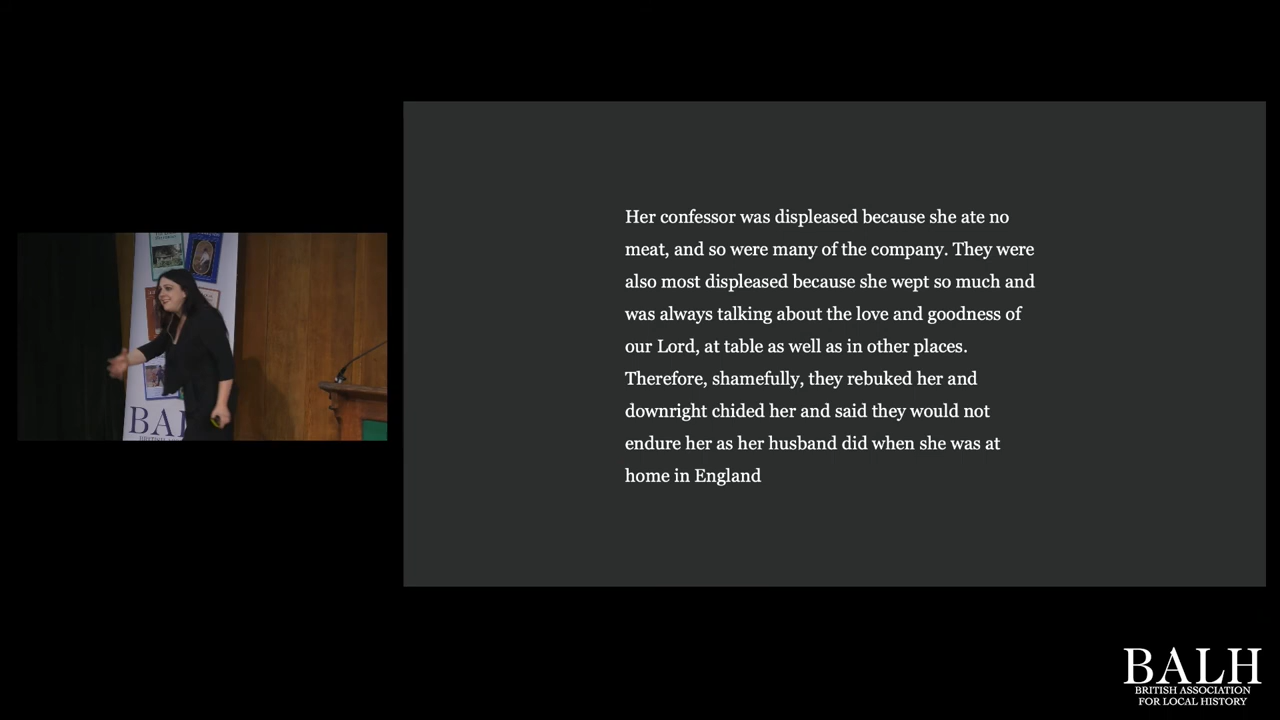 Her confessor was displeased because she ate no
meat, and so were many of the company. They were
also most displeased because she wept so much and
was always talking about the love and goodness of
our Lord, at table as well as in other places.
Therefore, shamefully, they rebuked her and
downright chided her and said they would not
endure her as her husband did when she was at
home in England
BAL
BALH
BRITISH ASSOCIATION
FOR LOCAL HISTORY